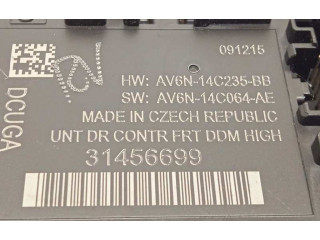 091215
HW: AV6N-14C235-BB
SW: AV6N-14C064-AE
MADE IN CZECH REPUBLIC
UNT DR CONTR FRT DDM HIGH
31456699
DCUGA